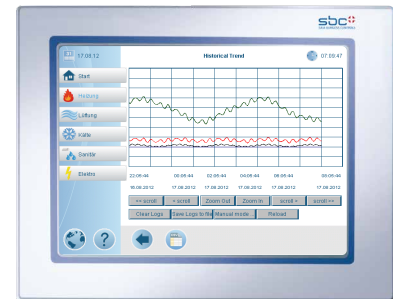 sbc
SAIA BURGESS CONTROLS
17.08.12
Historical Trend
07:09:47
Start
Heizung
Lüftung
Kälte
Sanitär
Elektro
22:05:44 00:05:44 02:05:44 04:05:44 06:05:44
16.08.2012 17.08.2012 17.08.2012 17.08.2012 17.08.2012 17.08.2012
<< scroll < scroll Zoom Out Zoom In scroll > scroll >>
Clear Logs Save Logs to file Manual mode ... Reload
?